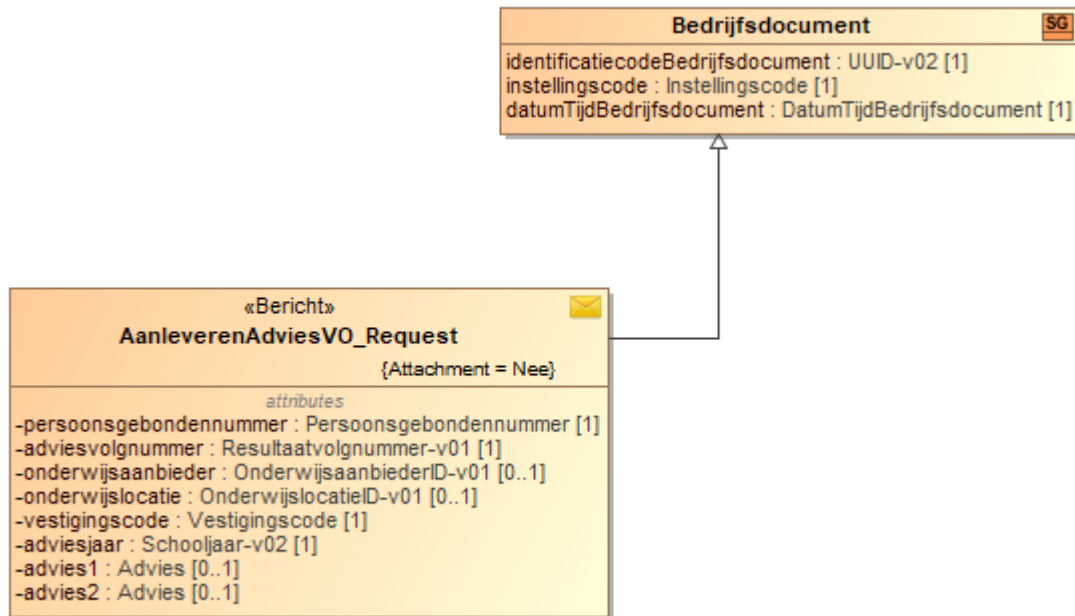 Bedrijfsdocument
SG
identificatiecodeBedrijfsdocument : UUID-v02 [1]
instellingscode : Instellingscode [1]
datumTijdBedrijfsdocument : DatumTijdBedrijfsdocument [1]
«Bericht»
AanleverenAdviesVO_Request
{Attachment = Nee}
attributes
-persoonsgebondennummer : Persoonsgebondennummer [1]
-adviesvolgnummer : Resultaatvolgnummer-v01 [1]
-onderwijsaanbieder : OnderwijsaanbiederID-v01 [0..1]
-onderwijslocatie : OnderwijslocatieID-v01 [0..1]
-vestigingscode : Vestigingscode [1]
-adviesjaar : Schooljaar-v02 [1]
-advies1 : Advies [0..1]
-advies2 : Advies [0..1]